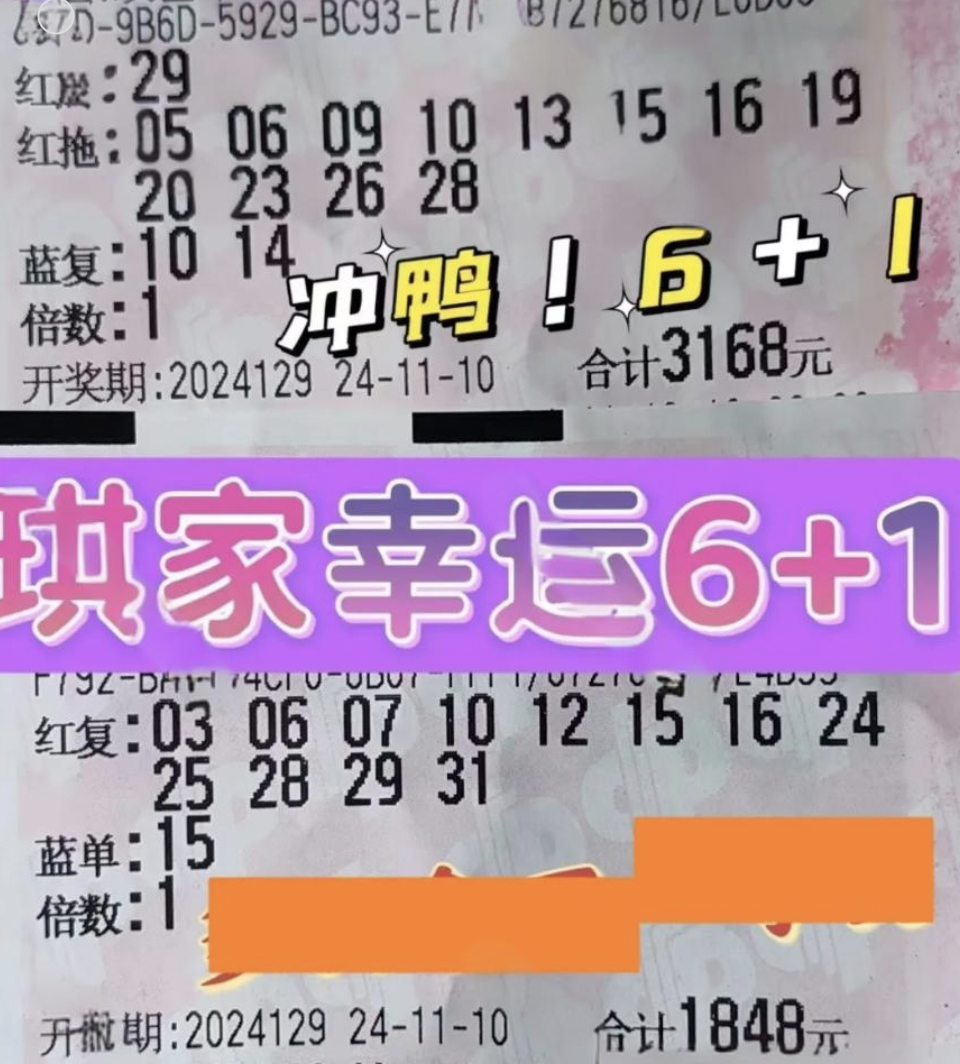 -9B6D-5929-BC93-E7
红胆:29
红拖:05 06 09 10 13 15 16 19
20 23 26 28
蓝复:10 14
冲鸭!6+1
倍数:1
开奖期:2024129 24-11-10 合计3168元
琪家幸运6+1
红复:03 06 07 10 12 15 16 24
25 28 29 31
蓝单:15
倍数:1
开 期:2024129 24-11-10 合计1848元